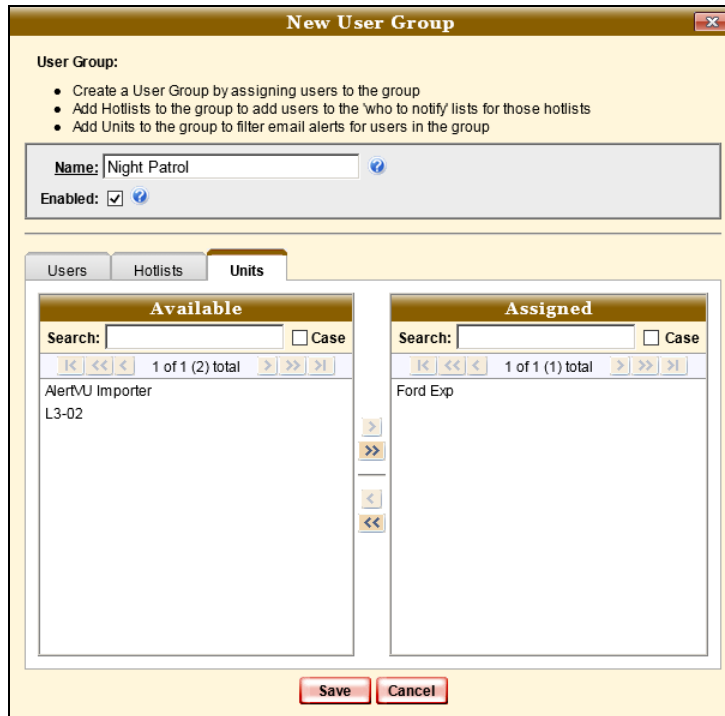 New User Group
User Group:
● Create a User Group by assigning users to the group
● Add Hotlists to the group to add users to the 'who to notify' lists for those hotlists
● Add Units to the group to filter email alerts for users in the group
Name: Night Patrol ?
Enabled: ?
Users Hotlists Units
Available
Search: Case
1 of 1 (2) total
AlertVU Importer
L3-02
Assigned
Search: Case
1 of 1 (1) total
Ford Exp
> 
>>
<
<<
Save Cancel